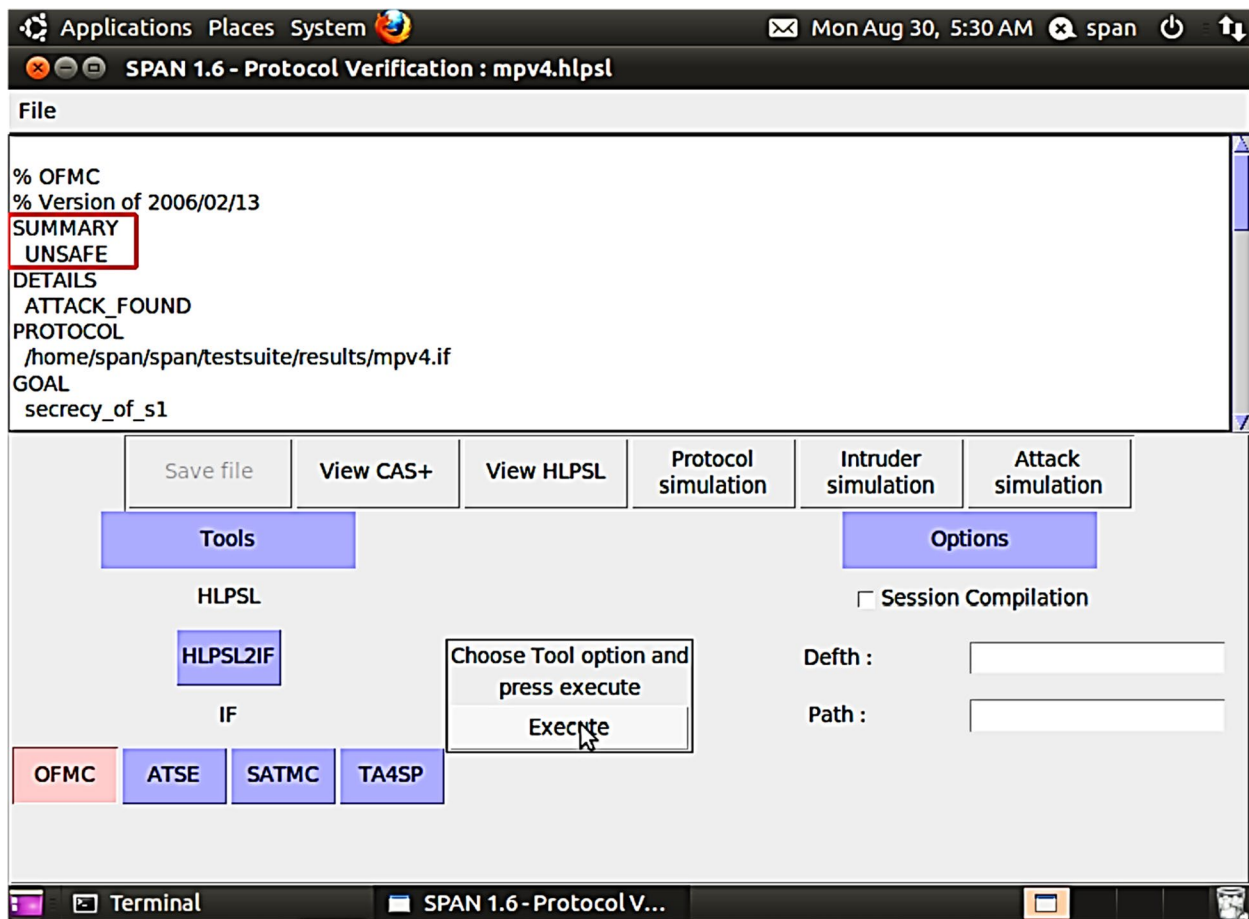 Applications Places System Mon Aug 30, 5:30 AM span
SPAN 1.6 - Protocol Verification : mpv4.hlpsl
File
% OFMC
% Version of 2006/02/13
SUMMARY
UNSAFE
DETAILS
ATTACK_FOUND
PROTOCOL
/home/span/span/testsuite/results/mpv4.if
GOAL
secrecy_of_s1
Save file
View CAS+
View HLPSL
Protocol
simulation
Intruder
simulation
Attack
simulation
Tools
Options
HLPSL
Session Compilation
HLPSL2IF
Choose Tool option and
press execute
Execute
Defth :
IF
Path :
OFMC
ATSE
SATMC
TA4SP
Terminal
SPAN 1.6 - Protocol V...